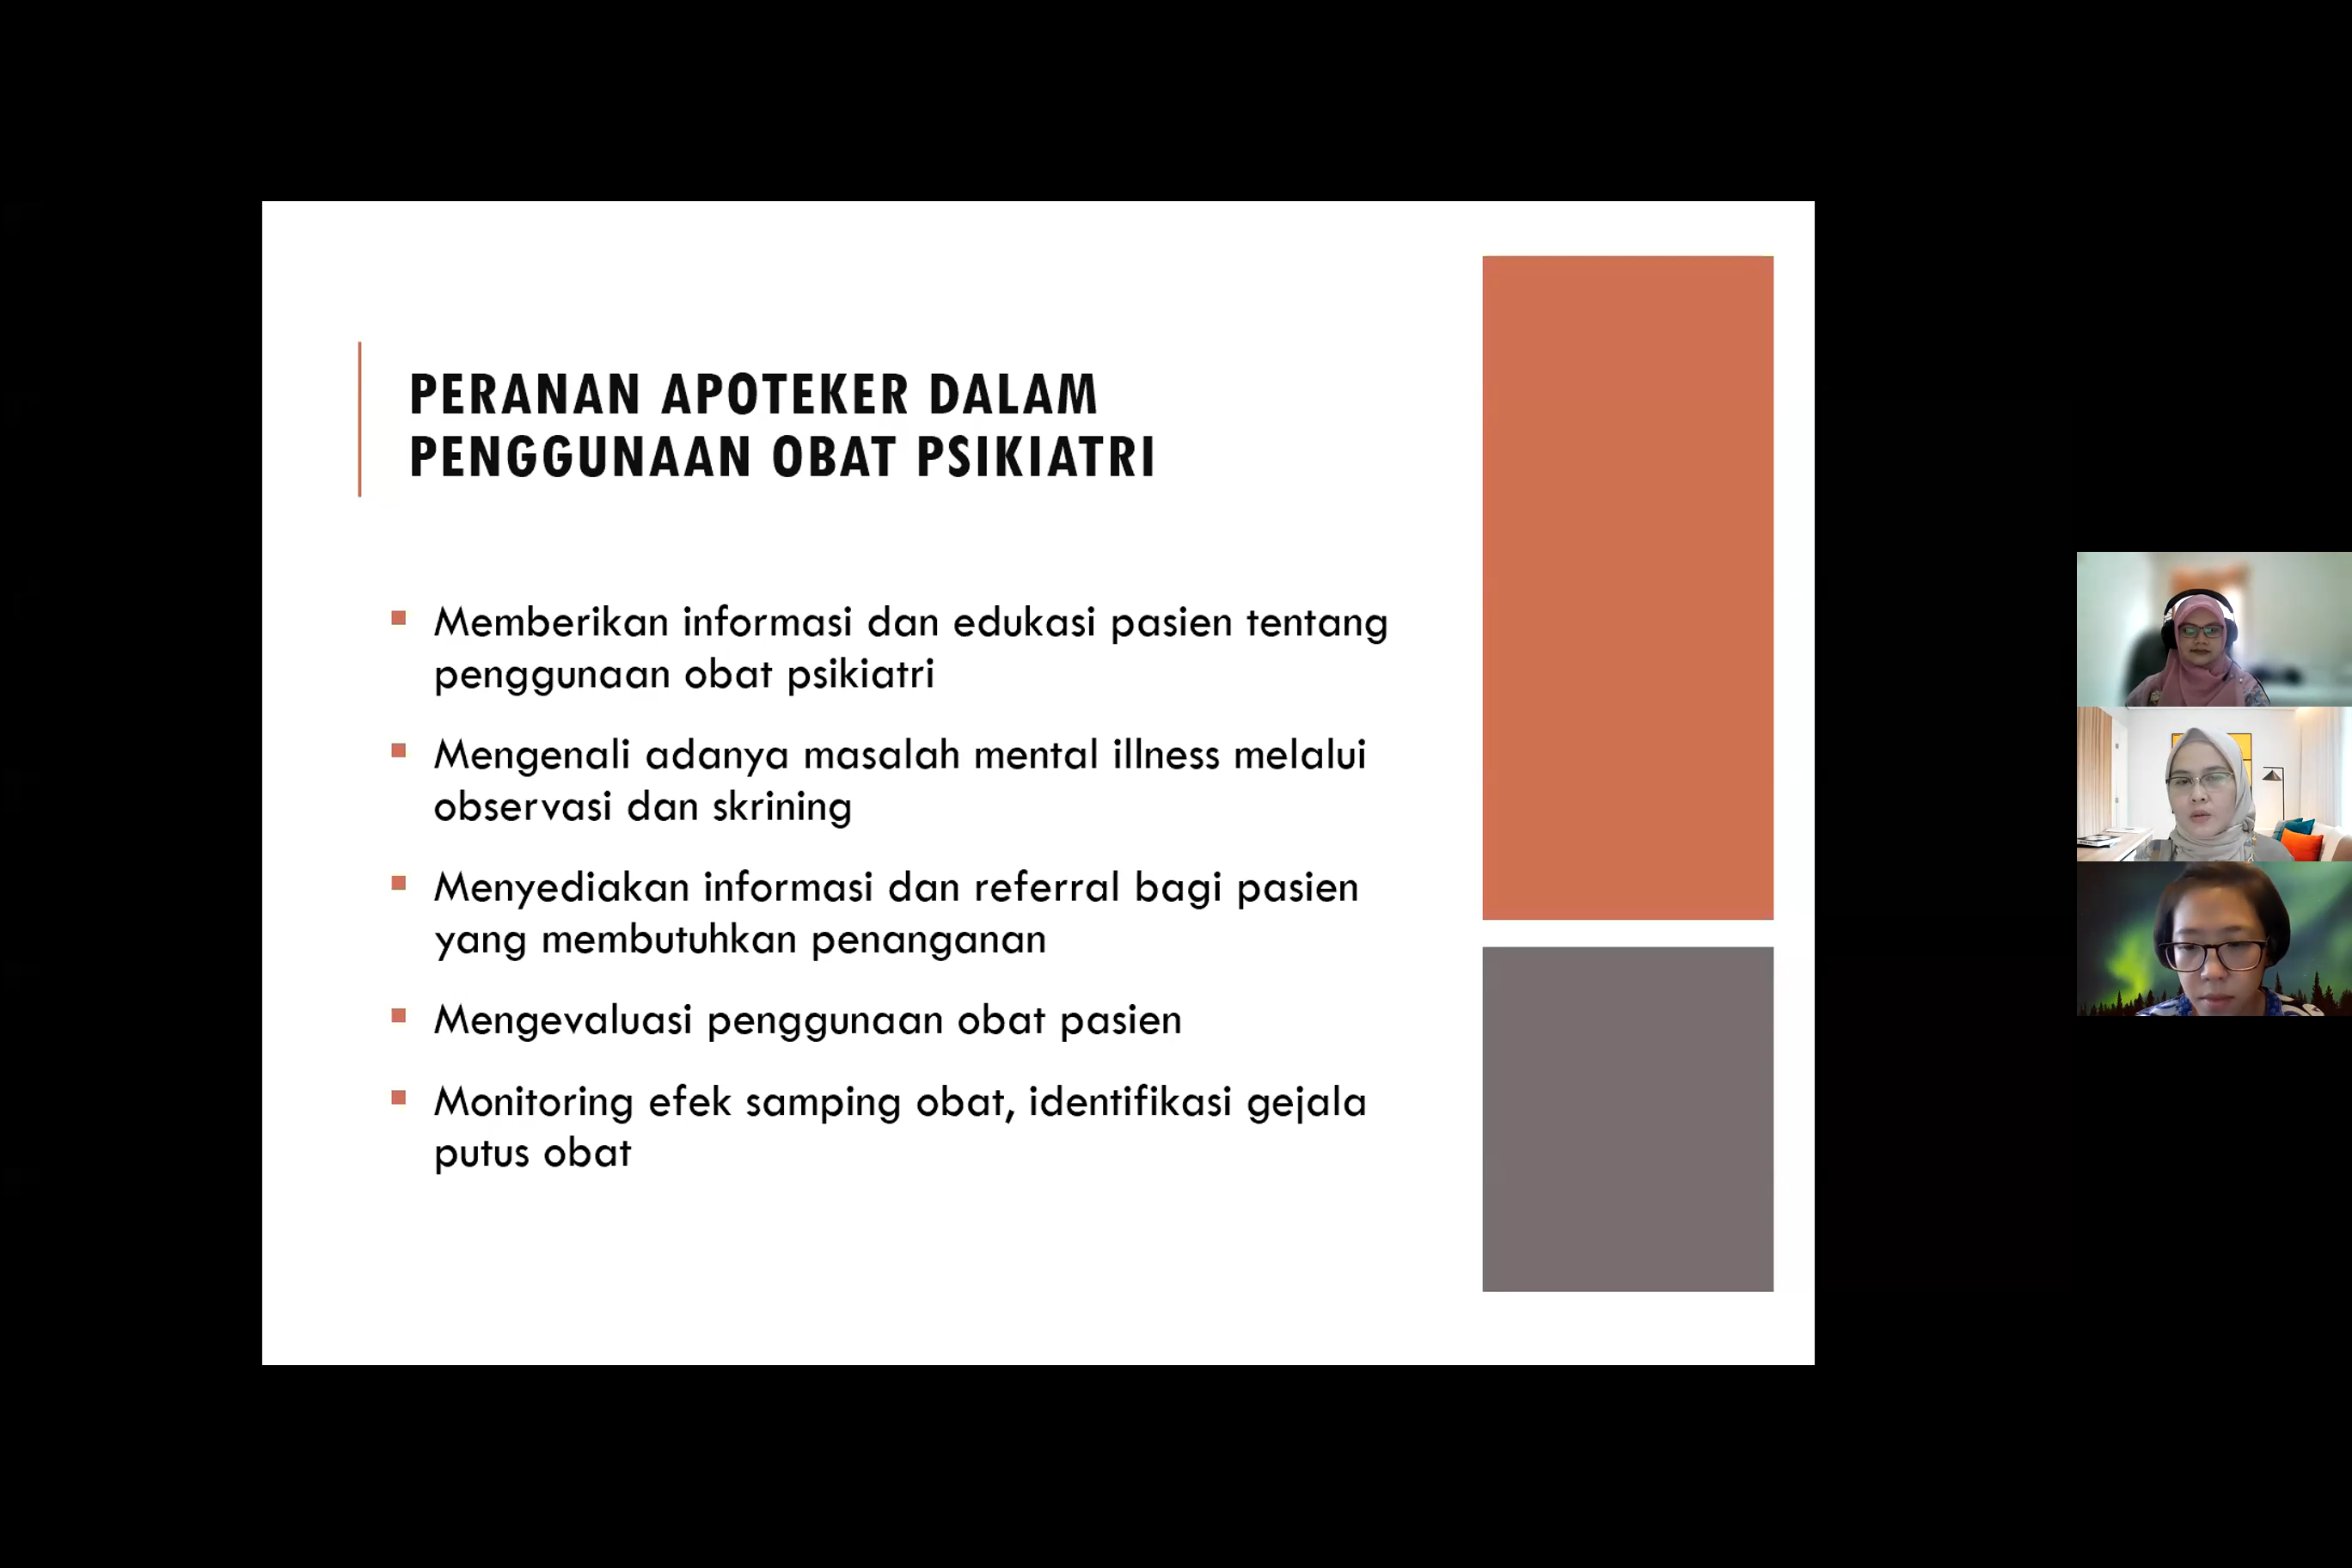 PERANAN APOTEKER DALAM
PENGGUNAAN OBAT PSIKIATRI
Memberikan informasi dan edukasi pasien tentang
penggunaan obat psikiatri
Mengenali adanya masalah mental illness melalui
observasi dan skrining
Menyediakan informasi dan referral bagi pasien
yang membutuhkan penanganan
Mengevaluasi penggunaan obat pasien
Monitoring efek samping obat, identifikasi gejala
putus obat